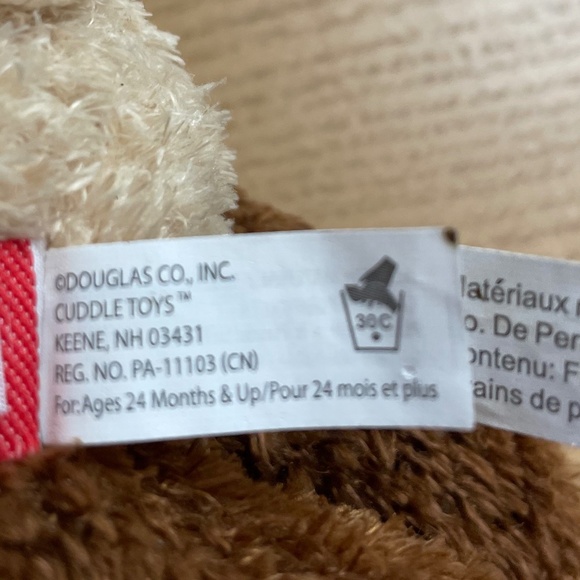 ©DOUGLAS CO., INC.
CUDDLE TOYS™
KEENE, NH 03431
REG. NO. PA-11103 (CN)
For:Ages 24 Months & Up/Pour 24 mois et plus
30C
atériaux
o. De Per
ontenu: F
ains de p